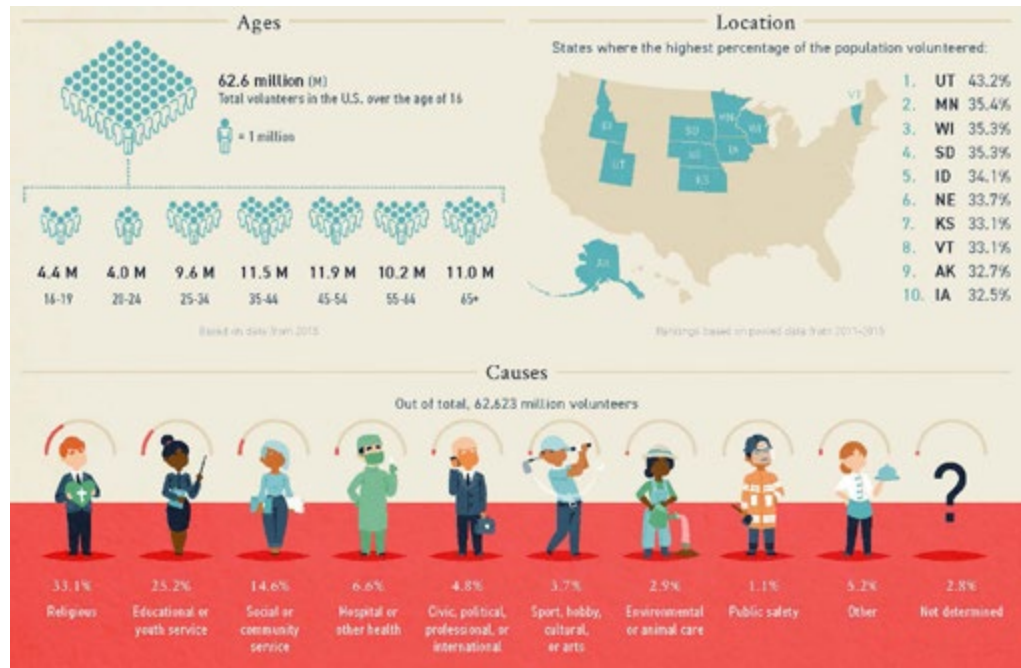 Ages
62.6 million (M)
Total volunteers in the U.S. over the age of 16
= 1 million
4.4 M
4.0 M
9.6 M
11.5 M
11.9 M
10.2 M
11.0 M
16-19
20-24
25-34
35-44
45-54
55-64
65+
Based on data from 2015
Location
States where the highest percentage of the population volunteered:
ID
UT
SD
NE
KS
MN
IA
WI
VT
AK
1. UT 43.2%
2. MN 35.4%
3. WI 35.3%
4. SD 35.3%
5. ID 34.1%
6. NE 33.7%
7. KS 33.1%
8. VT 33.1%
9. AK 32.7%
10. IA 32.5%
Rankings based on pooled data from 2011-2015
Causes
Out of total, 62,623 million volunteers
33.1%
Religious
25.2%
Educational or
youth service
14.6%
Social or
community
service
6.6%
Hospital or
other health
4.8%
Civic, political,
professional, or
international
3.7%
Sport, hobby,
cultural,
or arts
2.9%
Environmental
or animal care
1.1%
Public safety
5.2%
Other
2.8%
Not determined
?